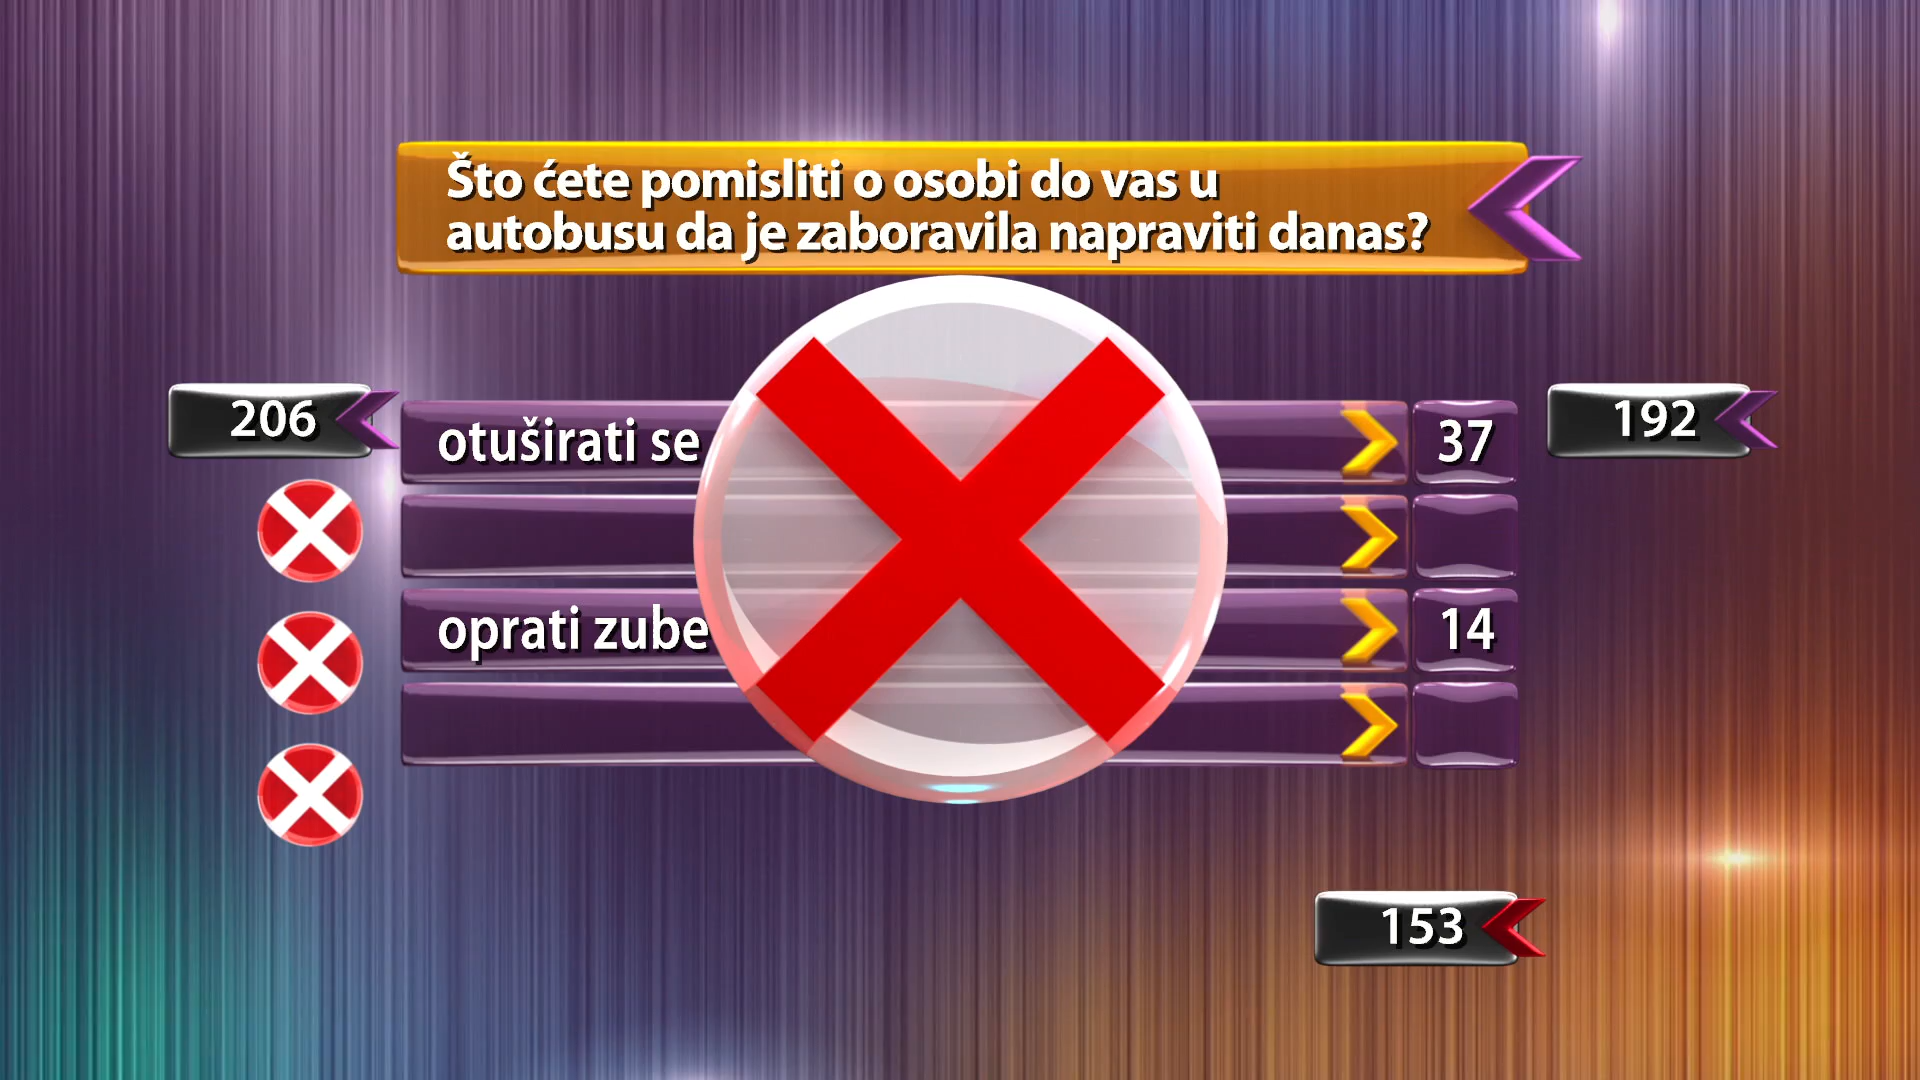 Što ćete pomisliti o osobi do vas u
autobusu da je zaboravila napraviti danas?
206
192
otuširati se
37
oprati zube
14
153